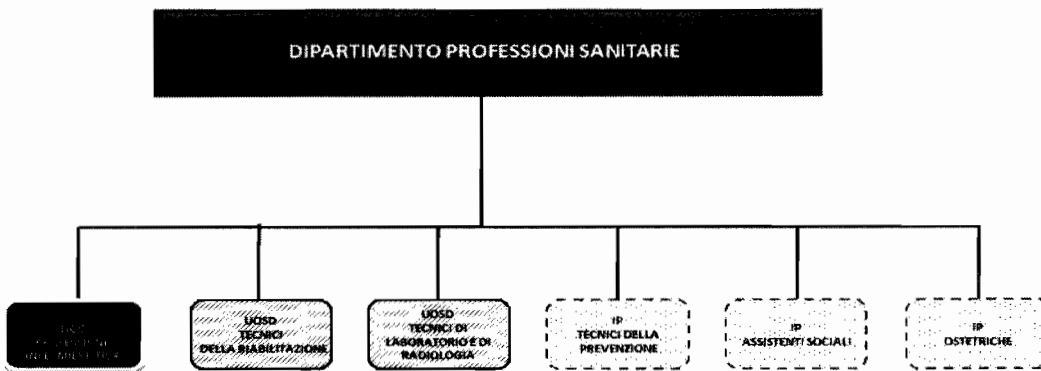 DIPARTIMENTO PROFESSIONI SANITARIE
UOSD
TECNICI
DELLA RIABILITAZIONE
UOSD
TECNICI DI
LABORATORIO E DI
RADIOLOGIA
IP
TECNICI DELLA
PREVENZIONE
IP
ASSISTENTI SOCIALI
IP
OSTETRICHE